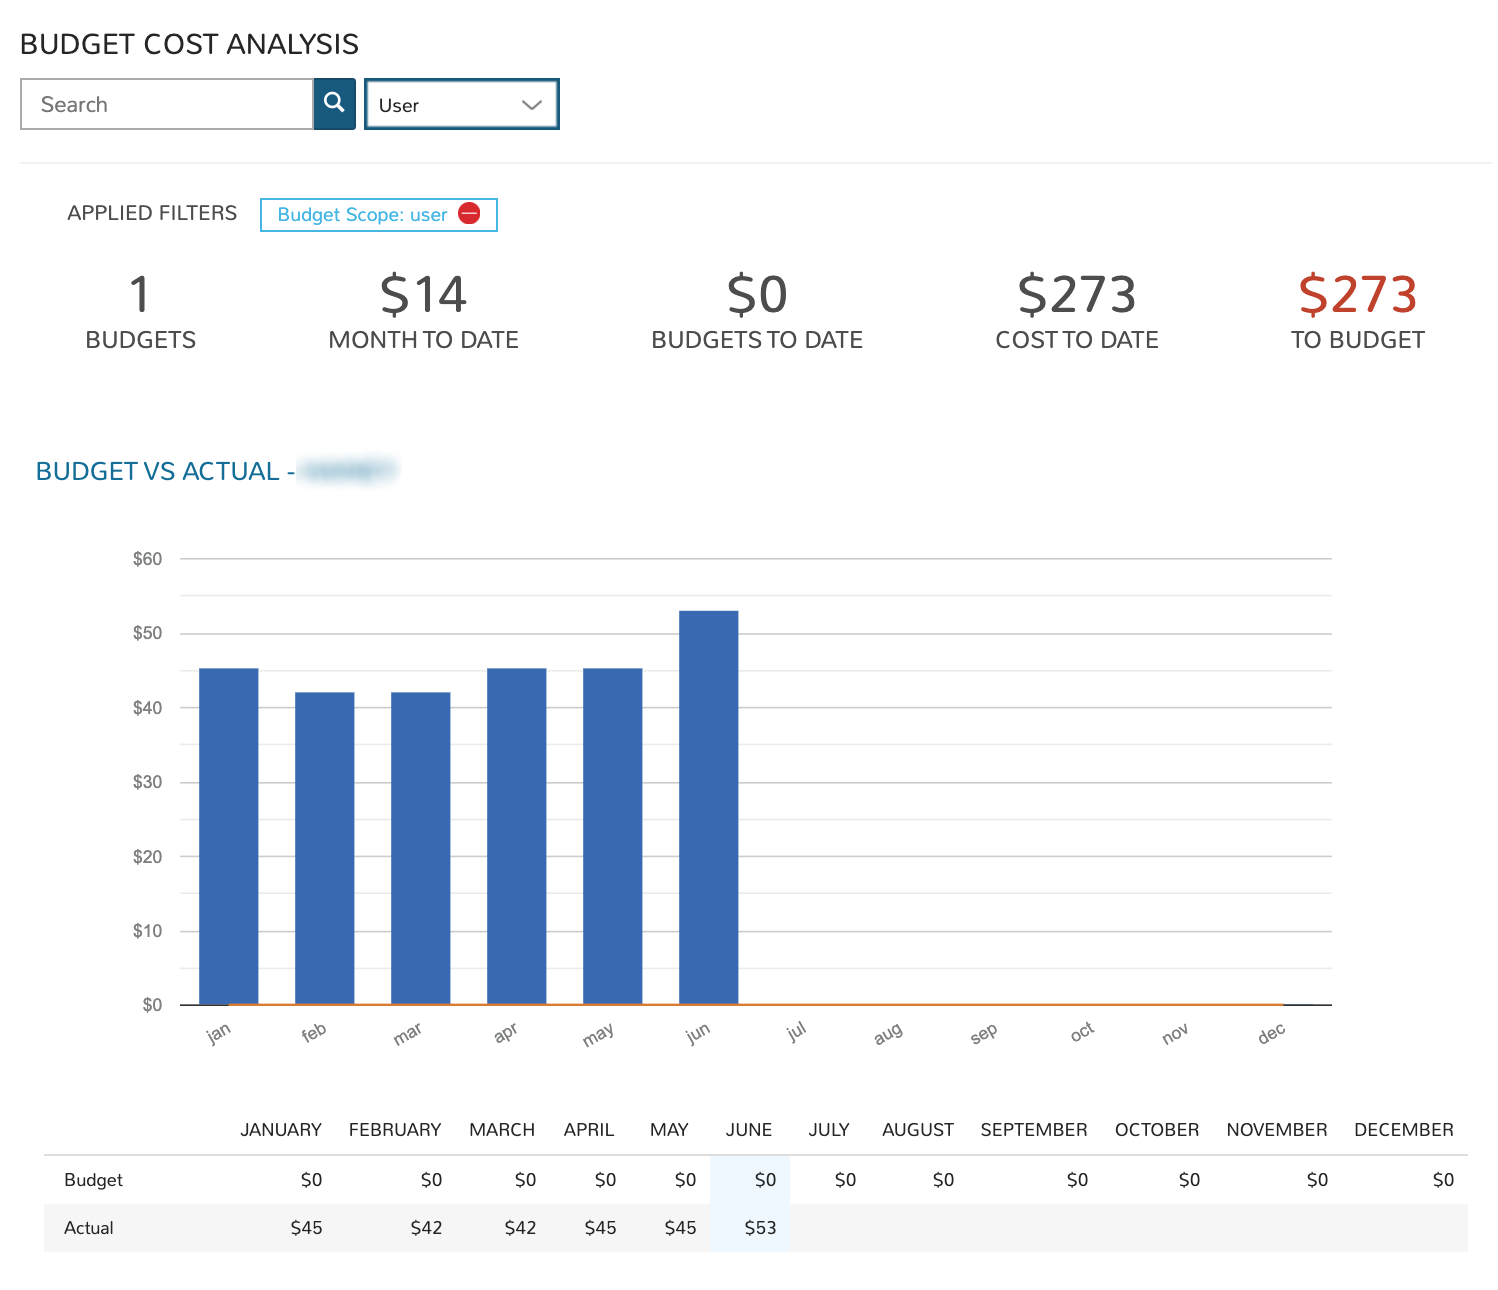 BUDGET COST ANALYSIS
Search
User
APPLIED FILTERS Budget Scope: user
1 $14 $0 $273 $273
BUDGETS MONTH TO DATE BUDGETS TO DATE COST TO DATE TO BUDGET
BUDGET VS ACTUAL -
$60
$50
$40
$30
$20
$10
$0
jan feb mar apr may jun jul aug sep oct nov dec
JANUARY FEBRUARY MARCH APRIL MAY JUNE JULY AUGUST SEPTEMBER OCTOBER NOVEMBER DECEMBER
Budget $0 $0 $0 $0 $0 $0 $0 $0 $0 $0 $0 $0
Actual $45 $42 $42 $45 $45 $53